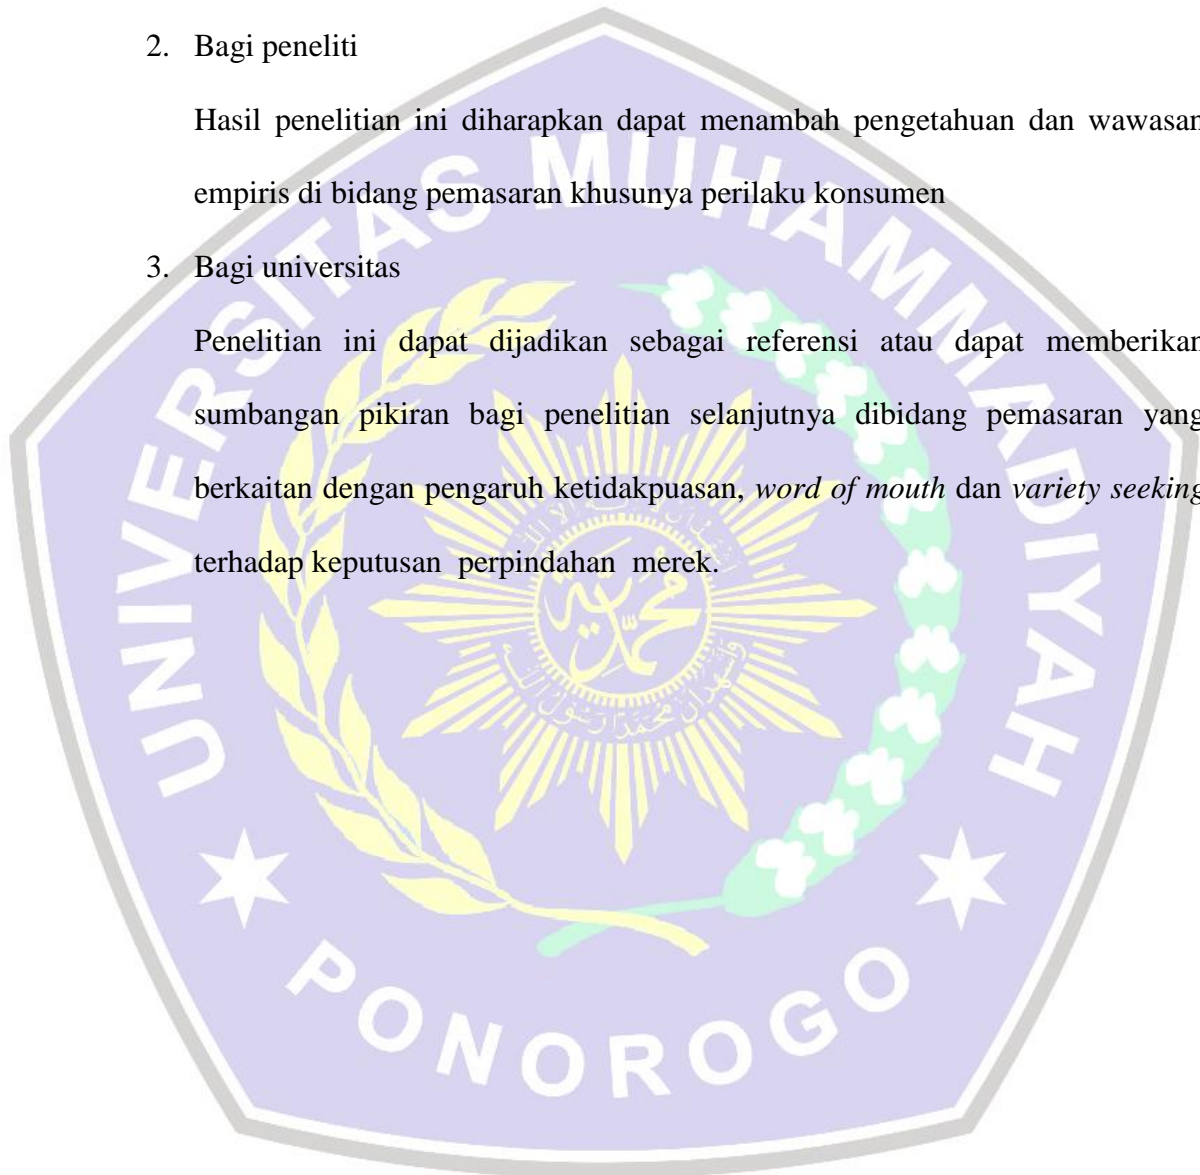 2. Bagi peneliti
Hasil penelitian ini diharapkan dapat menambah pengetahuan dan wawasan
empiris di bidang pemasaran khusunya perilaku konsumen
3. Bagi universitas
Penelitian ini dapat dijadikan sebagai referensi atau dapat memberikan
sumbangan pikiran bagi penelitian selanjutnya dibidang pemasaran yang
berkaitan dengan pengaruh ketidakpuasan, word of mouth dan variety seeking
terhadap keputusan perpindahan merek.
UNIVERSITAS MUHAMMADIYAH
PONOROGO
محمدية